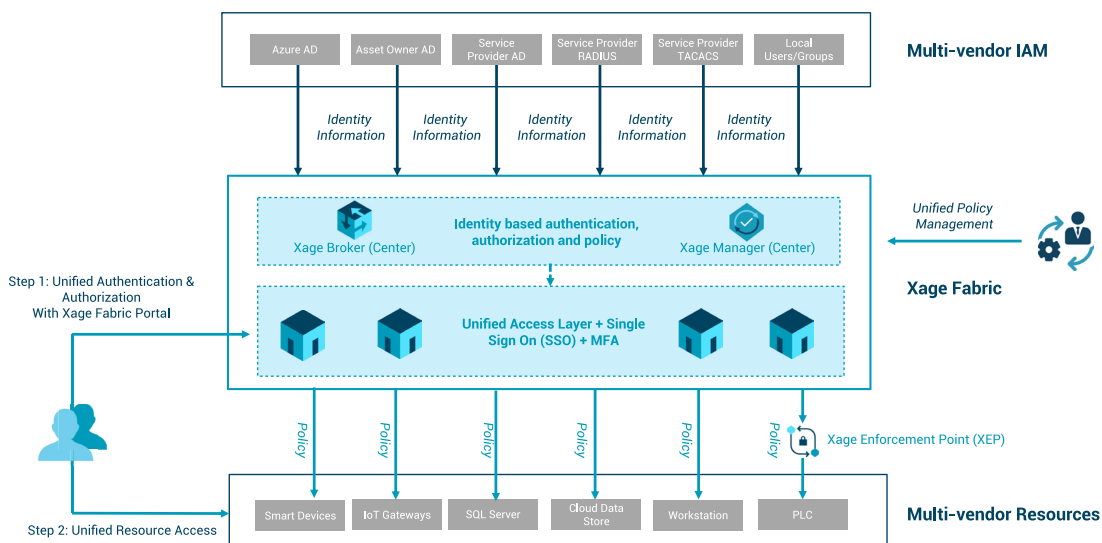 Azure AD
Asset Owner AD
Service
Provider AD
Service Provider
RADIUS
Service Provider
TACACS
Local
Users/Groups
Multi-vendor IAM
Identity
Information
Identity
Information
Identity
Information
Identity
Information
Identity
Information
Identity based authentication,
authorization and policy
Xage Broker (Center)
Xage Manager (Center)
Unified Policy
Management
Xage Fabric
Step 1: Unified Authentication &
Authorization
With Xage Fabric Portal
Unified Access Layer + Single
Sign On (SSO) + MFA
Policy
Policy
Policy
Policy
Policy
Policy
Xage Enforcement Point (XEP)
Smart Devices
IoT Gateways
SQL Server
Cloud Data
Store
Workstation
PLC
Multi-vendor Resources
Step 2: Unified Resource Access